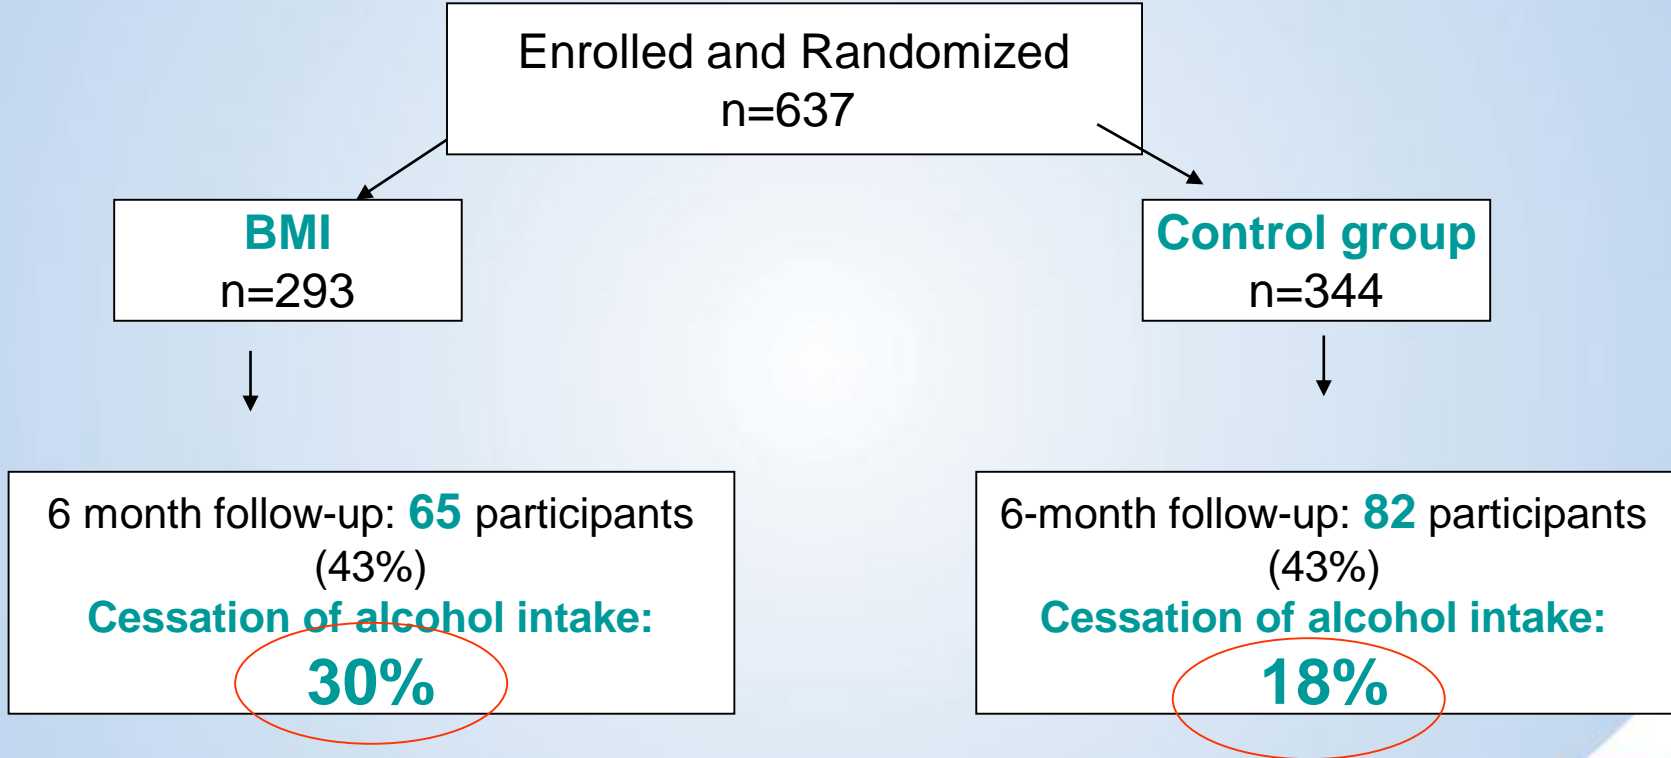 Enrolled and Randomized
n=637
BMI
n=293
Control group
n=344
6 month follow-up: 65 participants
(43%)
Cessation of alcohol intake:
30%
6-month follow-up: 82 participants
(43%)
Cessation of alcohol intake:
18%